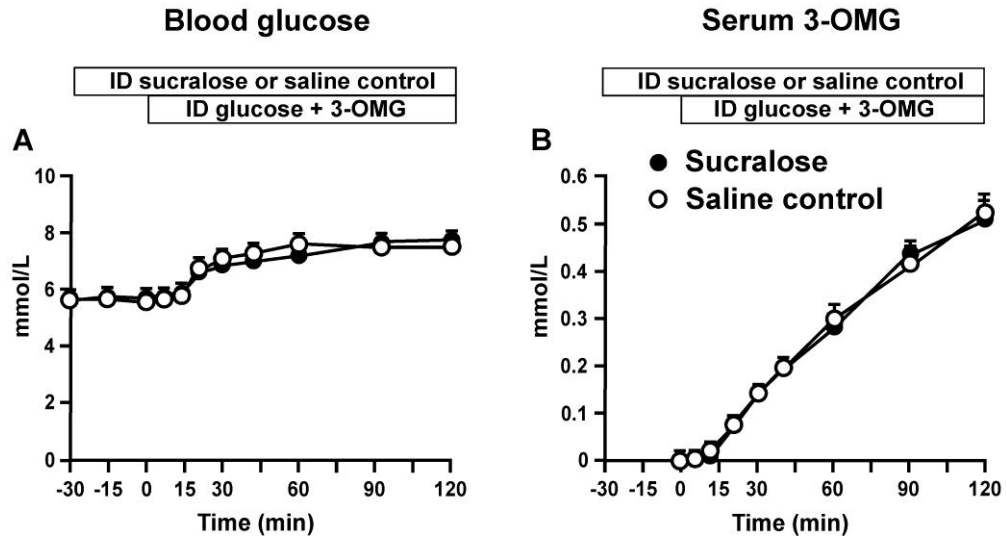 Blood glucose
ID sucralose or saline control
ID glucose + 3-OMG
A
10
8
6
4
2
0
mmol/L
-30 -15 0 15 30 45 60 90 120
Time (min)
Serum 3-OMG
ID sucralose or saline control
ID glucose + 3-OMG
B
Sucralose
Saline control
0.6
0.5
0.4
0.3
0.2
0.1
0
mmol/L
-30 -15 0 15 30 60 90 120
Time (min)